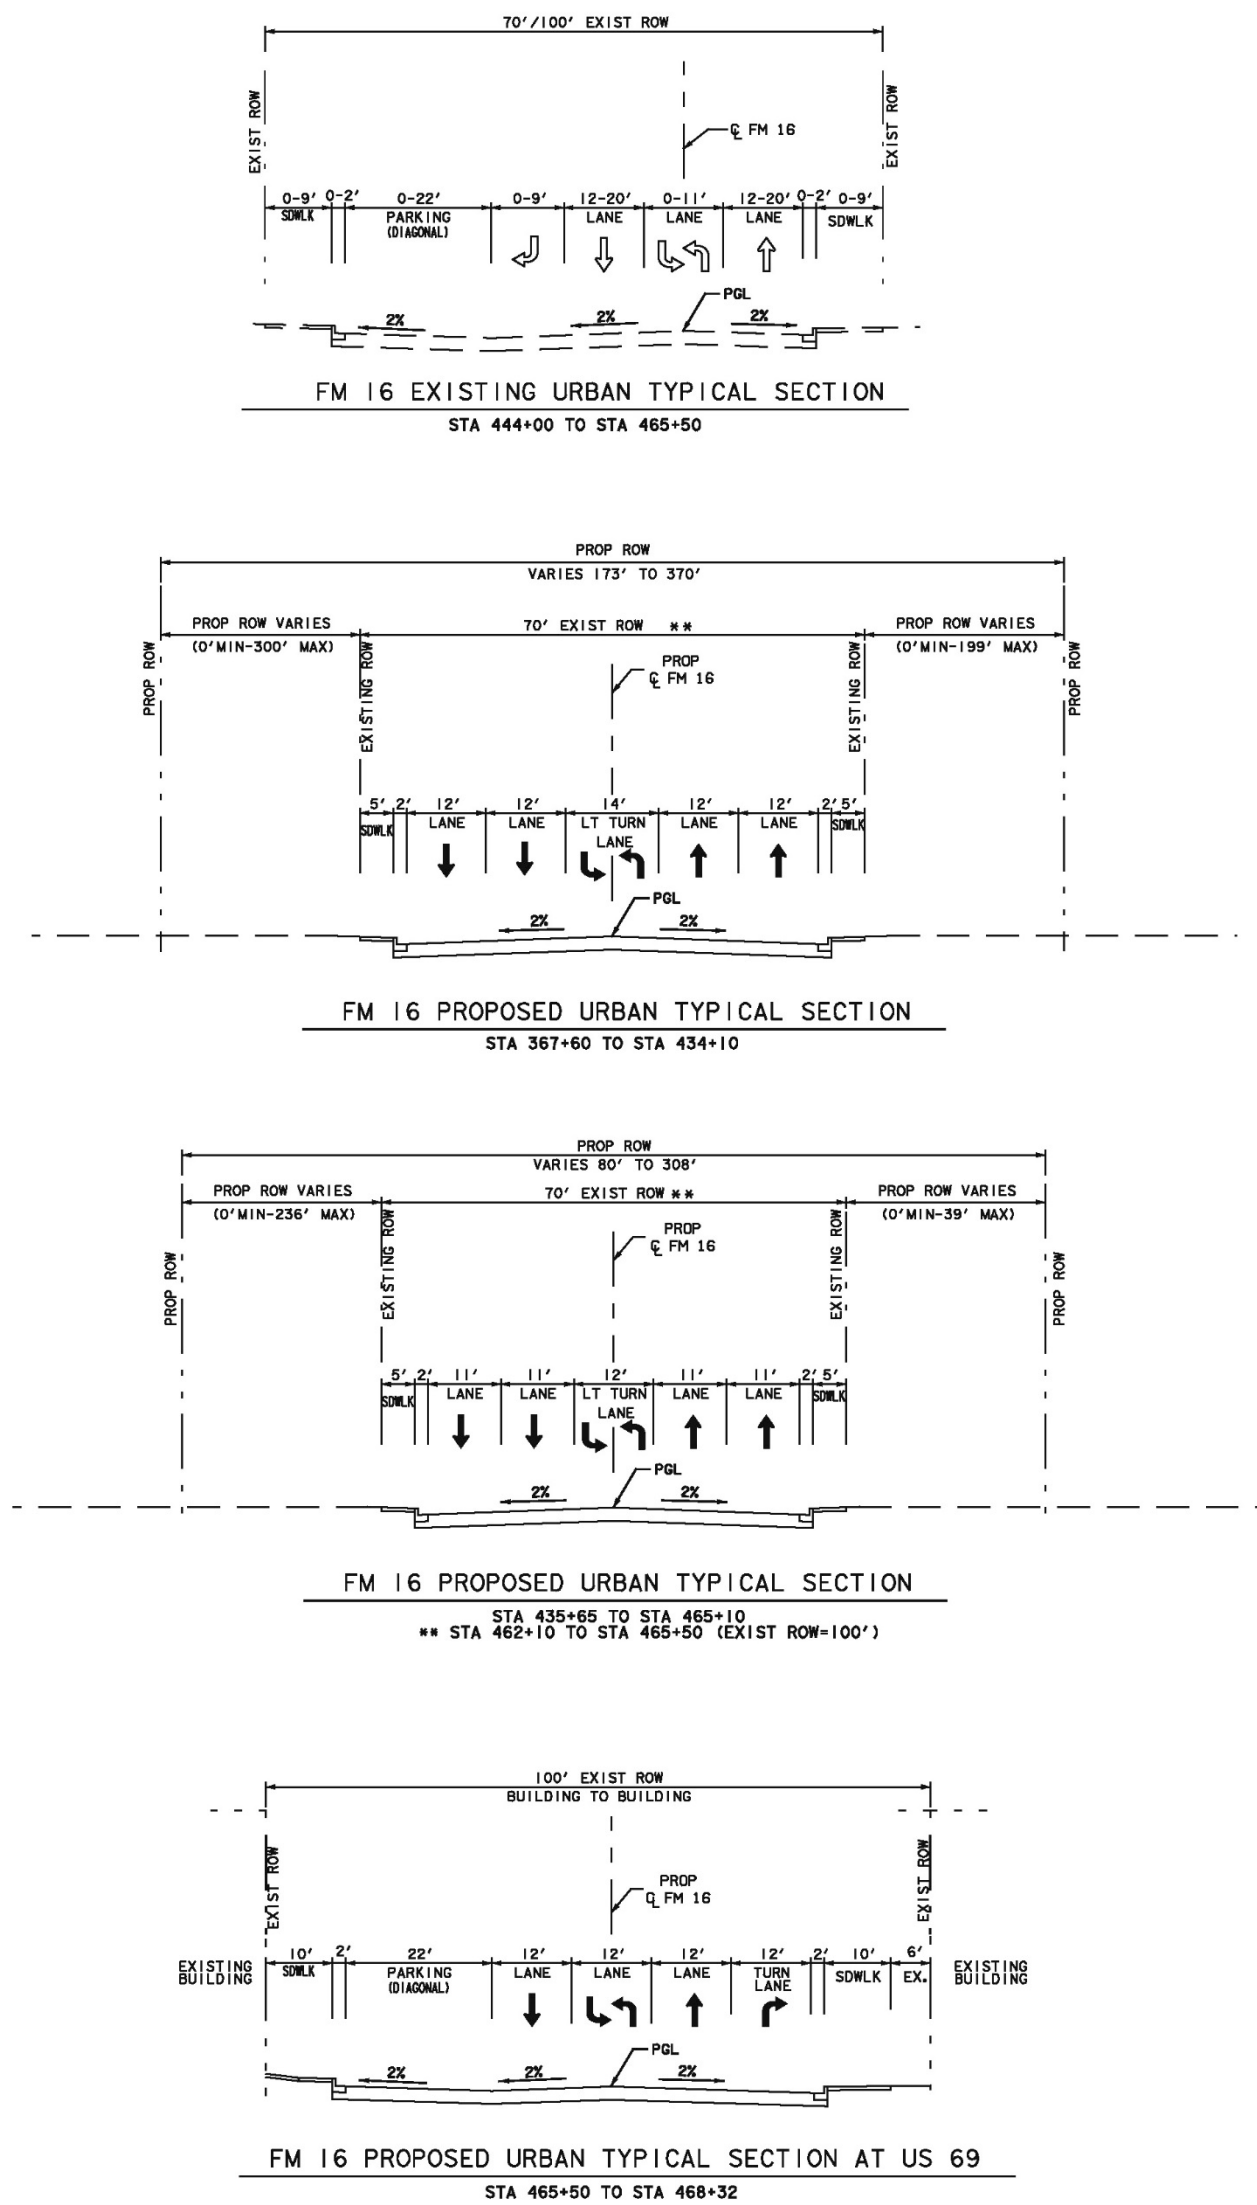 70'/100' EXIST ROW
EXIST ROW
EXIST ROW
℄ FM 16
0-9' 0-2' 0-22' 0-9' 12-20' 0-11' 12-20' 0-2' 0-9'
SDWLK PARKING LANE LANE LANE SDWLK
(DIAGONAL)
PGL
2% 2% 2%
FM 16 EXISTING URBAN TYPICAL SECTION
STA 444+00 TO STA 465+50
PROP ROW
VARIES 173' TO 370'
PROP ROW VARIES 70' EXIST ROW ** PROP ROW VARIES
(0'MIN-300' MAX) (0'MIN-199' MAX)
PROP ROW
EXISTING ROW
PROP
℄ FM 16
EXISTING ROW
PROP ROW
5' 2' 12' 12' 14' 12' 12' 2' 5'
SDWLK LANE LANE LT TURN LANE LANE SDWLK
LANE
PGL
2% 2%
FM 16 PROPOSED URBAN TYPICAL SECTION
STA 367+60 TO STA 434+10
PROP ROW
VARIES 80' TO 308'
PROP ROW VARIES 70' EXIST ROW ** PROP ROW VARIES
(0'MIN-236' MAX) (0'MIN-39' MAX)
PROP ROW
EXISTING ROW
PROP
℄ FM 16
EXISTING ROW
PROP ROW
5' 2' 11' 11' 12' 11' 11' 2' 5'
SDWLK LANE LANE LT TURN LANE LANE SDWLK
LANE
PGL
2% 2%
FM 16 PROPOSED URBAN TYPICAL SECTION
STA 435+65 TO STA 465+10
** STA 462+10 TO STA 465+50 (EXIST ROW=100')
100' EXIST ROW
BUILDING TO BUILDING
EXIST ROW
PROP
℄ FM 16
EXIST ROW
10' 2' 22' 12' 12' 12' 12' 2' 10' 6'
EXISTING BUILDING
SDWLK PARKING LANE LANE LANE TURN LANE SDWLK EX.
(DIAGONAL)
EXISTING BUILDING
PGL
2% 2% 2%
FM 16 PROPOSED URBAN TYPICAL SECTION AT US 69
STA 465+50 TO STA 468+32